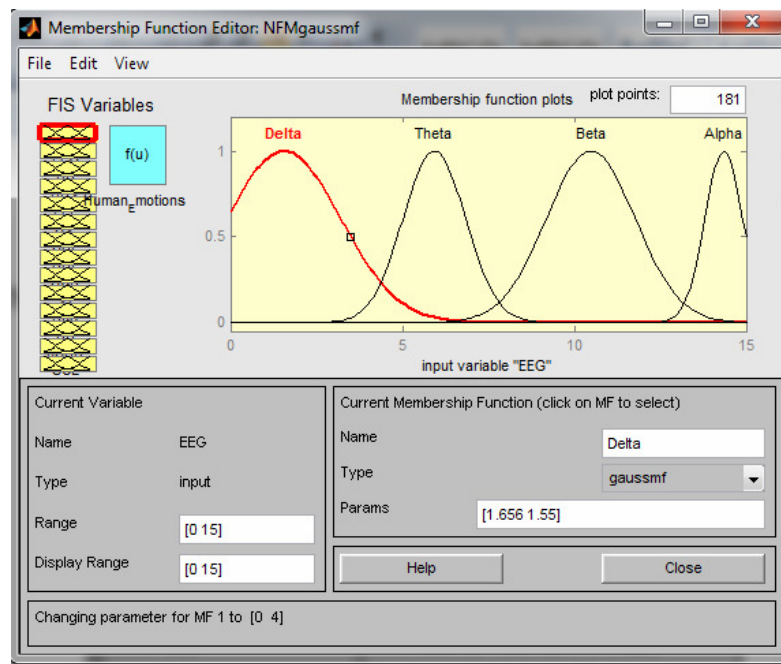 Membership Function Editor: NFMgaussmf
File Edit View
FIS Variables
f(u)
Human_Emotions
Membership function plots plot points: 181
Delta Theta Beta Alpha
1
0.5
0
0 5 10 15
input variable "EEG"
Current Variable
Name EEG
Type input
Range [0 15]
Display Range [0 15]
Current Membership Function (click on MF to select)
Name Delta
Type gaussmf
Params [1.656 1.55]
Help Close
Changing parameter for MF 1 to [0 4]